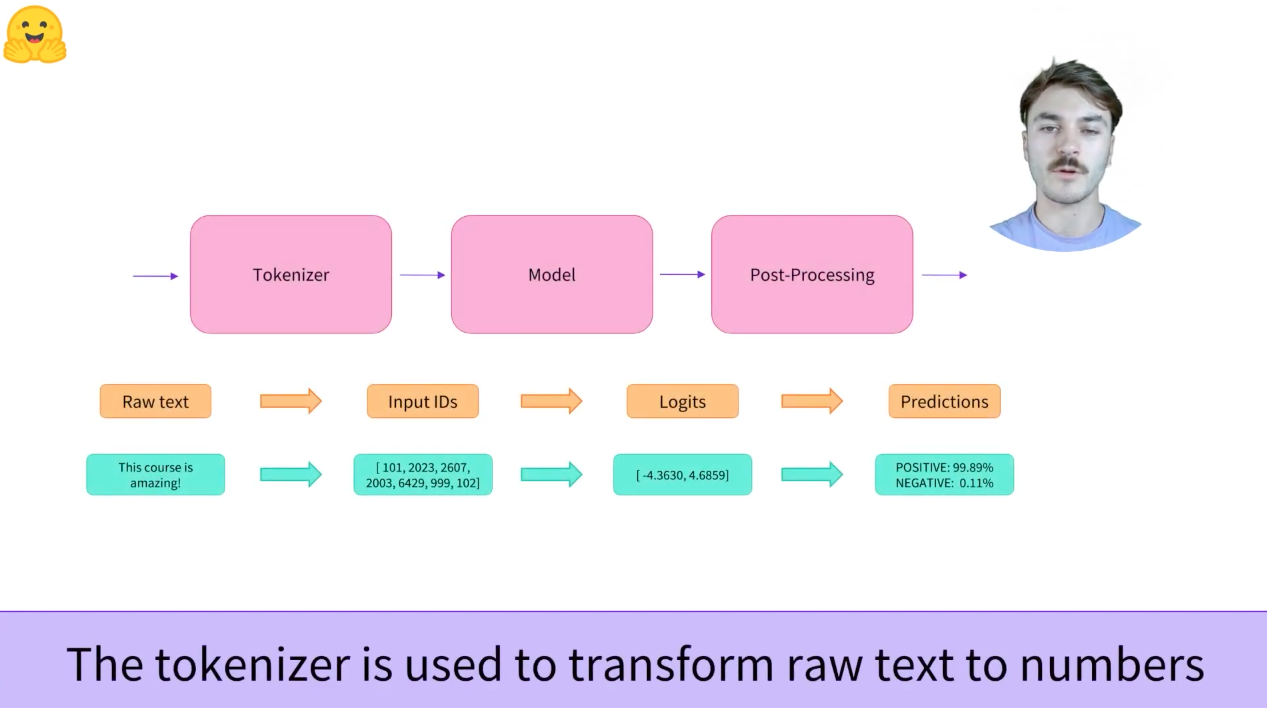 Tokenizer
Model
Post-Processing
Raw text
Input IDs
Logits
Predictions
This course is
amazing!
[ 101, 2023, 2607,
2003, 6429, 999, 102]
[ -4.3630, 4.6859]
POSITIVE: 99.89%
NEGATIVE:  0.11%
The tokenizer is used to transform raw text to numbers